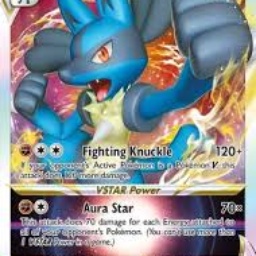 Fighting Knuckle 120+
If your opponent's Active Pokémon is a Pokémon V, this
attack does more damage.
VSTAR Power
Aura Star 70×
This attack does 70 damage for each Energy attached to
all of your opponent's Pokémon. (You can't use more than
1 VSTAR Power in a game.)